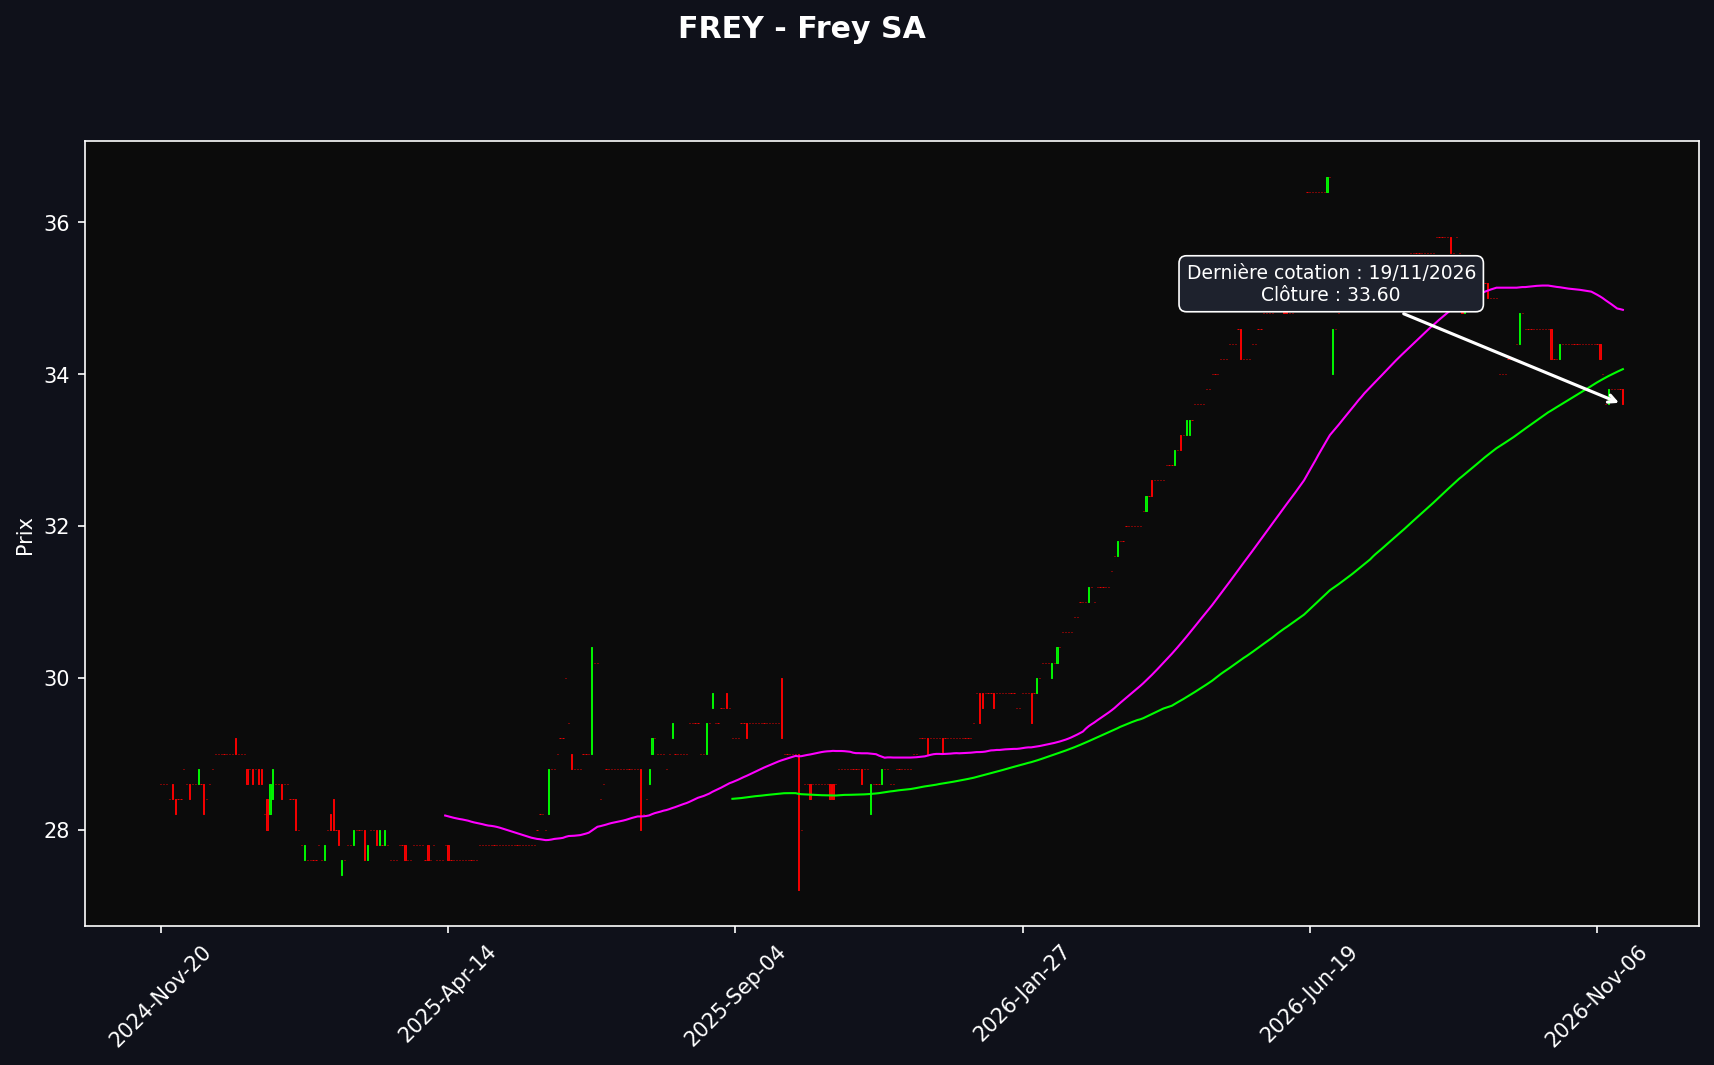 FREY - Frey SA
36
34
32
30
28
Prix
Dernière cotation : 19/11/2026
Clôture : 33.60
2024-Nov-20
2025-Apr-14
2025-Sep-04
2026-Jan-27
2026-Jun-19
2026-Nov-06